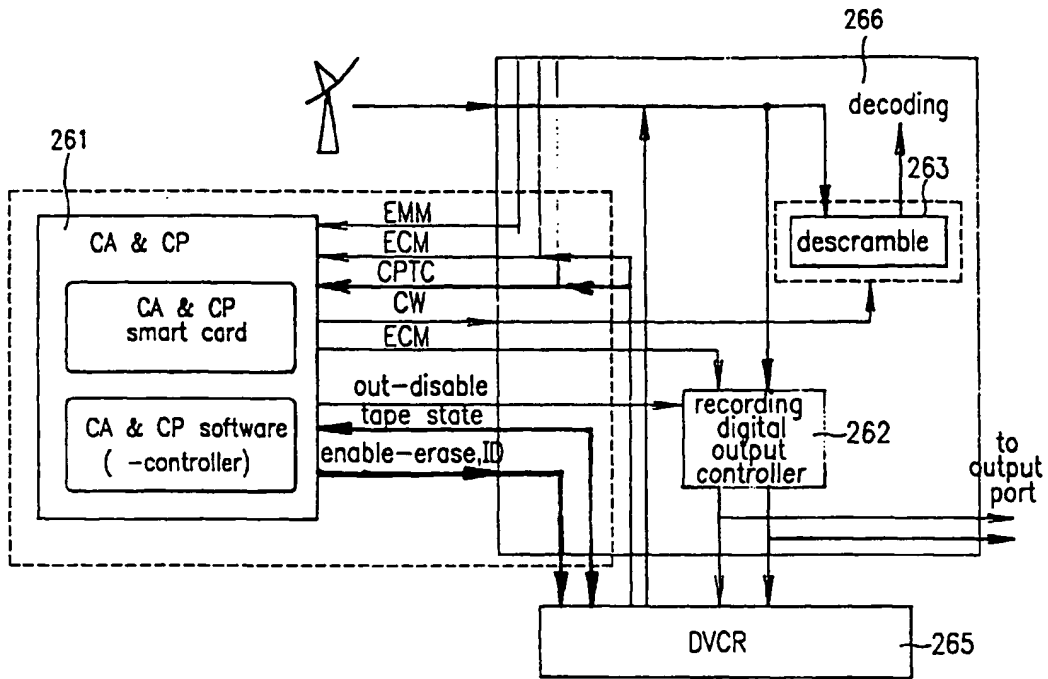 266
decoding
261
263
EMM
CA & CP
ECM
descramble
CPTC
CA & CP
smart card
CW
ECM
out-disable
tape state
recording
digital
output
controller
CA & CP software
( -controller)
262
enable-erase,ID
to
output
port
DVCR
265